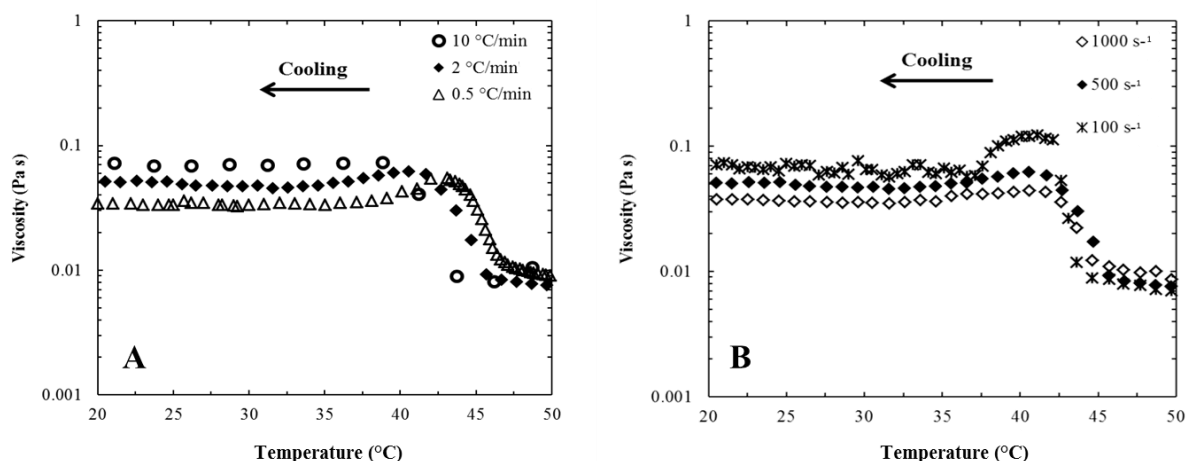 1
10 °C/min
2 °C/min
0.5 °C/min
Cooling
0.1
Viscosity (Pa s)
0.01
A
0.001
20 25 30 35 40 45 50
Temperature (°C)
1
1000 s-¹
500 s-¹
100 s-¹
Cooling
0.1
Viscosity (Pa s)
0.01
B
0.001
20 25 30 35 40 45 50
Temperature (°C)